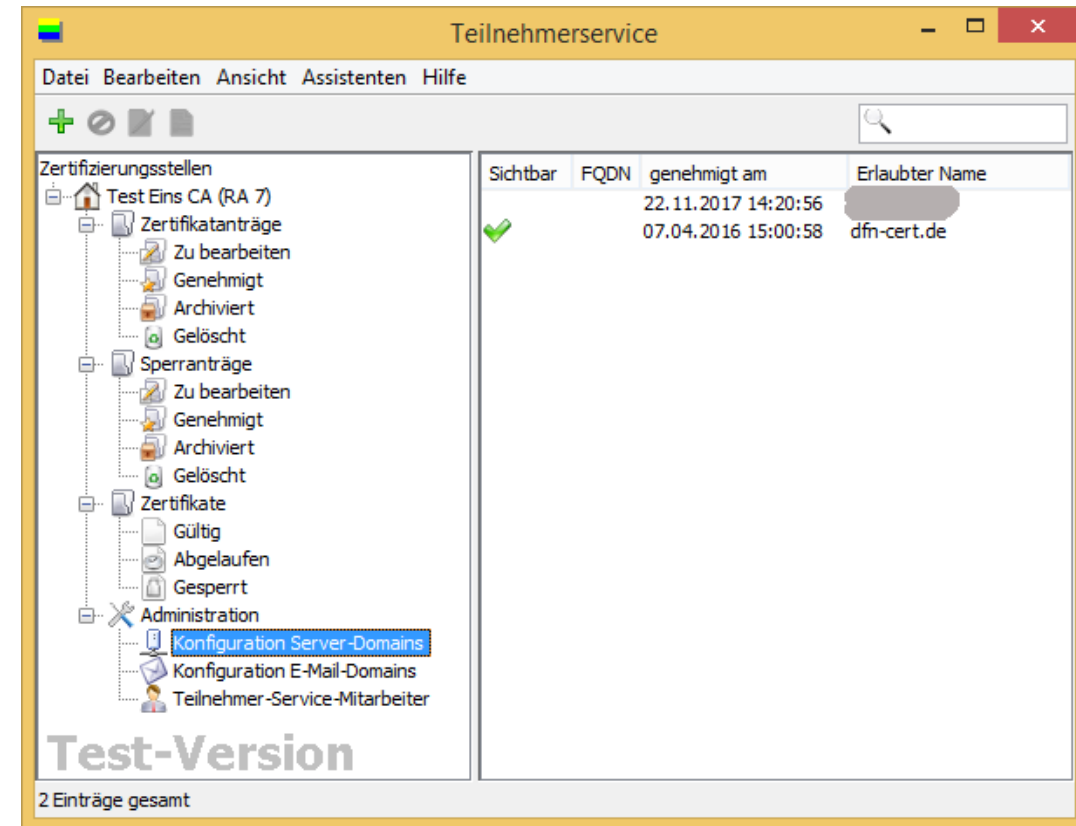 Teilnehmerservice
Datei Bearbeiten Ansicht Assistenten Hilfe
Zertifizierungsstellen
Test Eins CA (RA 7)
Zertifikatanträge
Zu bearbeiten
Genehmigt
Archiviert
Gelöscht
Sperranträge
Zu bearbeiten
Genehmigt
Archiviert
Gelöscht
Zertifikate
Gültig
Abgelaufen
Gesperrt
Administration
Konfiguration Server-Domains
Konfiguration E-Mail-Domains
Teilnehmer-Service-Mitarbeiter
Test-Version
Sichtbar FQDN genehmigt am Erlaubter Name
22.11.2017 14:20:56
07.04.2016 15:00:58 dfn-cert.de
2 Einträge gesamt